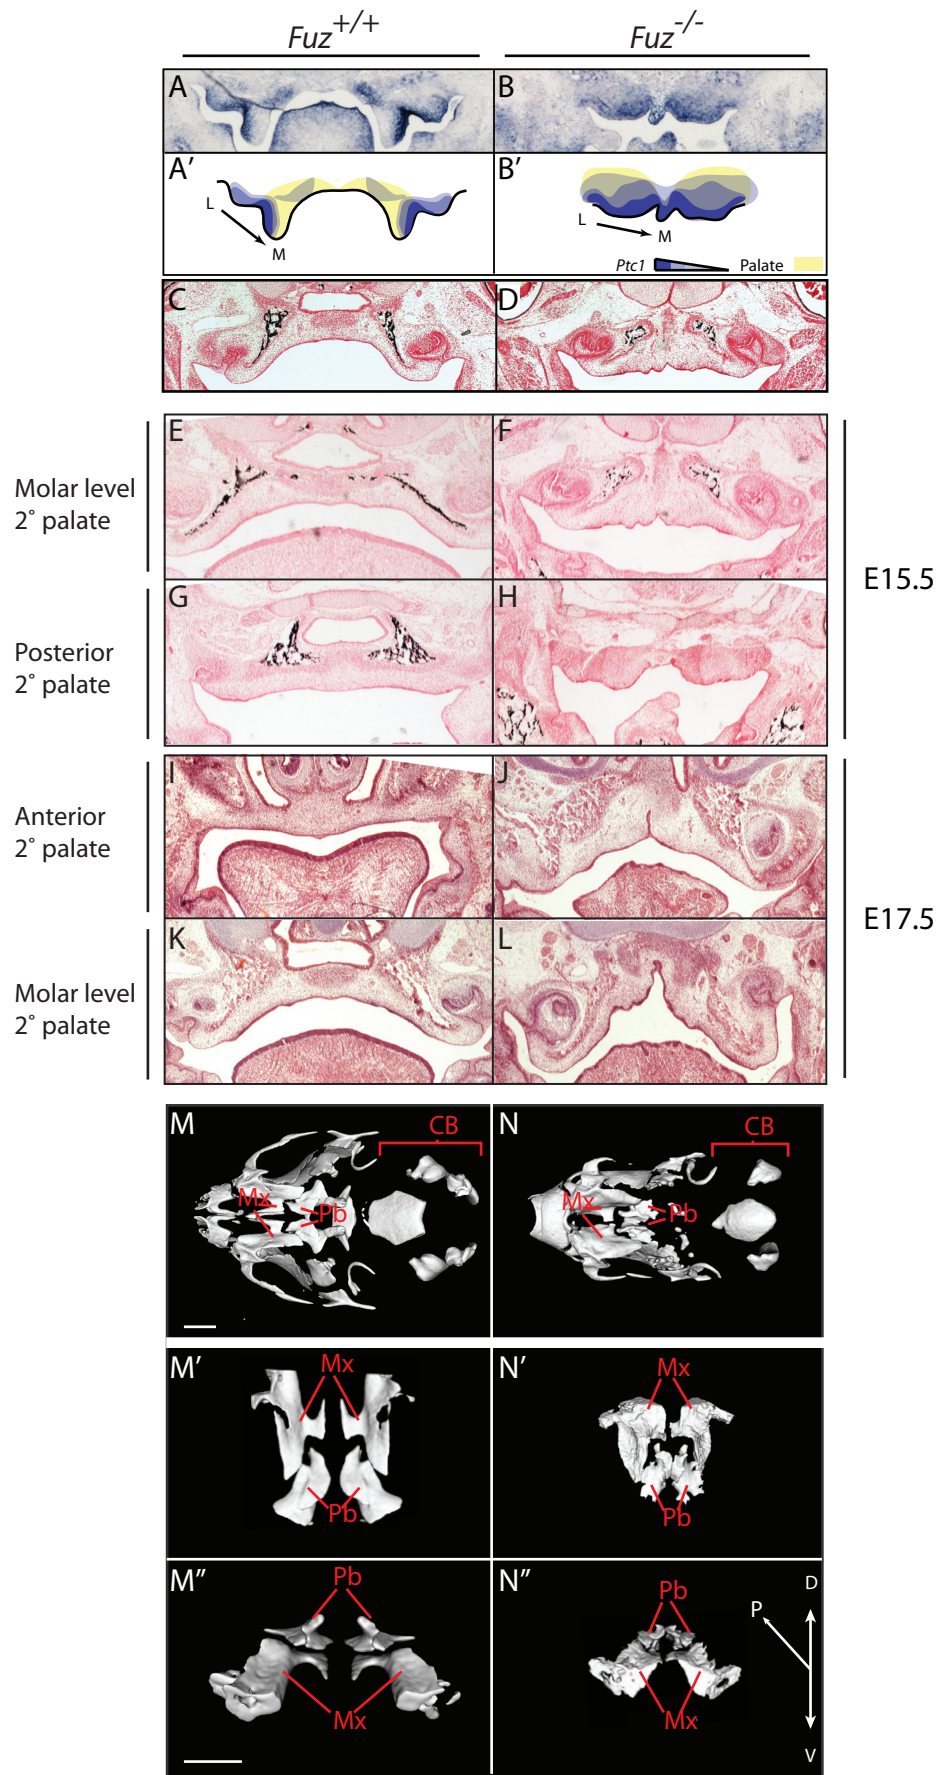 Fuz+/+
Fuz-/-
A
B
A'
B'
L
M
L
M
Ptc1
Palate
C
D
E
F
Molar level
2° palate
G
H
Posterior
2° palate
E15.5
I
J
Anterior
2° palate
K
L
Molar level
2° palate
E17.5
M
CB
Mx
Pb
N
CB
Mx
Pb
M'
Mx
Pb
N'
Mx
Pb
M"
Pb
Mx
N"
Pb
Mx
D
P
V